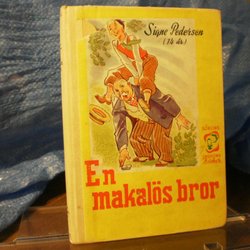 Signe Pedersen
(14 år)
En
makalös bror